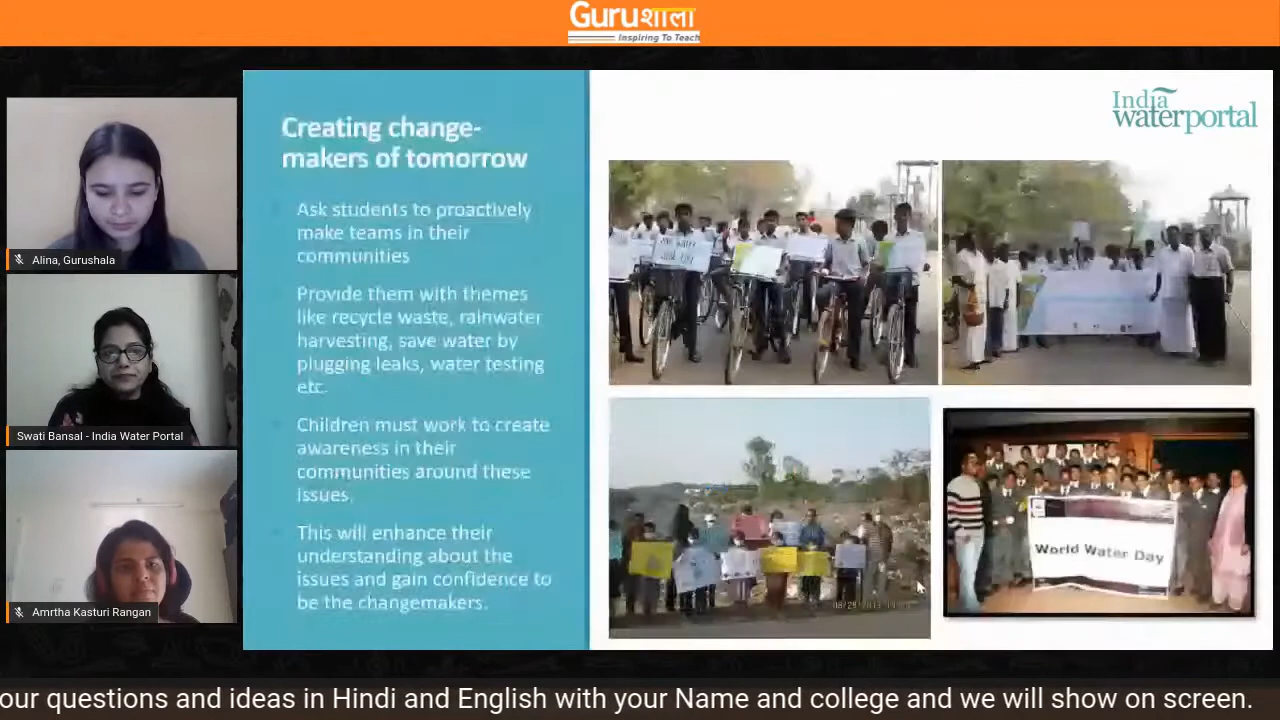 Guruशाला
Inspiring To Teach
Alina, Gurushala
Swati Bansal - India Water Portal
Amrtha Kasturi Rangan
Creating change-
makers of tomorrow
Ask students to proactively
make teams in their
communities
Provide them with themes
like recycle waste, rainwater
harvesting, save water by
plugging leaks, water testing
etc.
Children must work to create
awareness in their
communities around these
issues.
This will enhance their
understanding about the
issues and gain confidence to
be the changemakers.
India
waterportal
World Water Day
our questions and ideas in Hindi and English with your Name and college and we will show on screen.